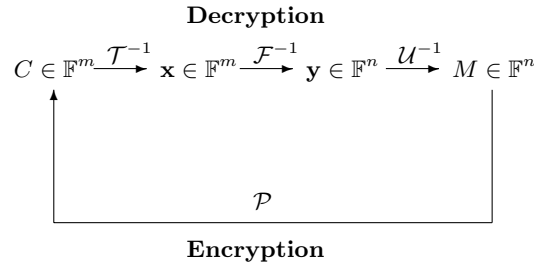 Decryption
C ∈ 𝔽^m 𝒯^{-1} 𝐱 ∈ 𝔽^m ℱ^{-1} 𝐲 ∈ 𝔽^n 𝒰^{-1} M ∈ 𝔽^n
𝒫
Encryption